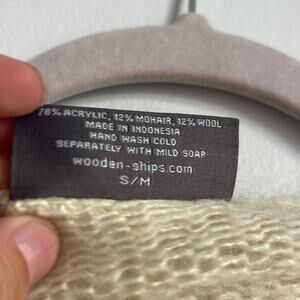 76% ACRYLIC, 12% MOHAIR, 12% WOOL
MADE IN INDONESIA
HAND WASH COLD
SEPARATELY WITH MILD SOAP
wooden-ships.com
S/M